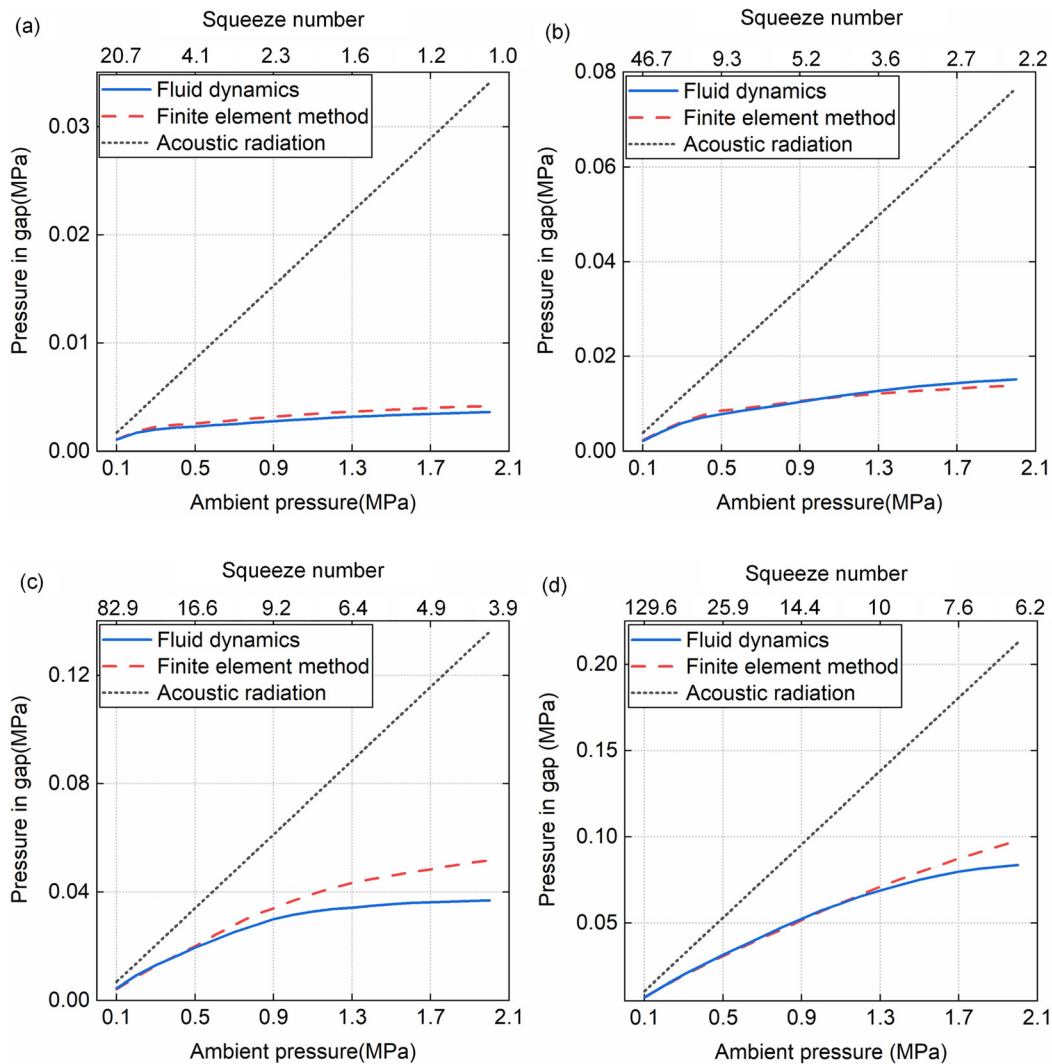 (a)
Squeeze number
20.7 4.1 2.3 1.6 1.2 1.0
Fluid dynamics
Finite element method
Acoustic radiation
Pressure in gap(MPa)
0.03
0.02
0.01
0.00
0.1 0.5 0.9 1.3 1.7 2.1
Ambient pressure(MPa)
(b)
Squeeze number
46.7 9.3 5.2 3.6 2.7 2.2
Fluid dynamics
Finite element method
Acoustic radiation
Pressure in gap(MPa)
0.08
0.06
0.04
0.02
0.00
0.1 0.5 0.9 1.3 1.7 2.1
Ambient pressure(MPa)
(c)
Squeeze number
82.9 16.6 9.2 6.4 4.9 3.9
Fluid dynamics
Finite element method
Acoustic radiation
Pressure in gap(MPa)
0.12
0.08
0.04
0.00
0.1 0.5 0.9 1.3 1.7 2.1
Ambient pressure(MPa)
(d)
Squeeze number
129.6 25.9 14.4 10 7.6 6.2
Fluid dynamics
Finite element method
Acoustic radiation
Pressure in gap (MPa)
0.20
0.15
0.10
0.05
0.1 0.5 0.9 1.3 1.7 2.1
Ambient pressure (MPa)